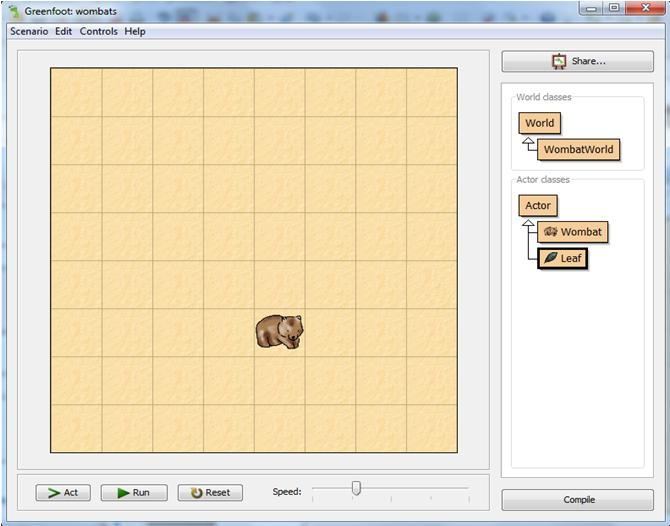 Greenfoot: wombats
Scenario Edit Controls Help
Share...
World classes
World
WombatWorld
Actor classes
Actor
Wombat
Leaf
Act Run Reset Speed:
Compile